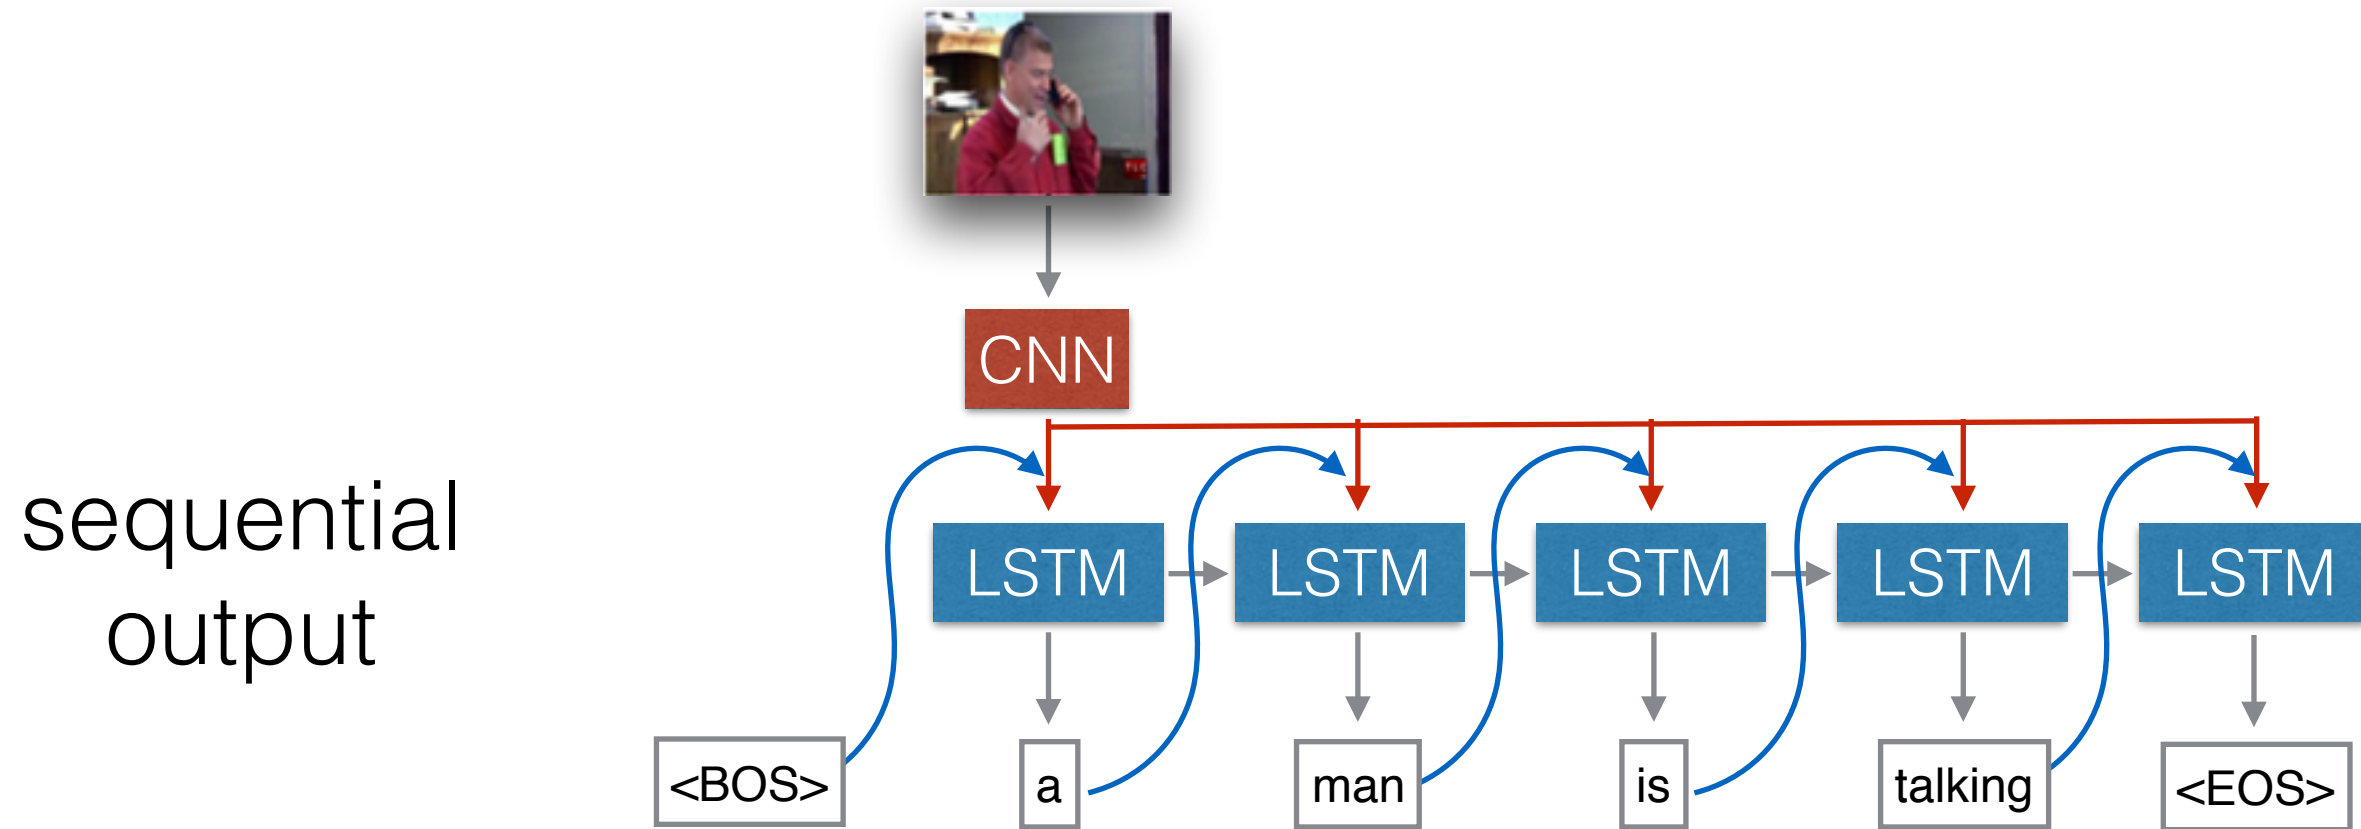 CNN
sequential
output
LSTM LSTM LSTM LSTM LSTM
<BOS> a man is talking <EOS>